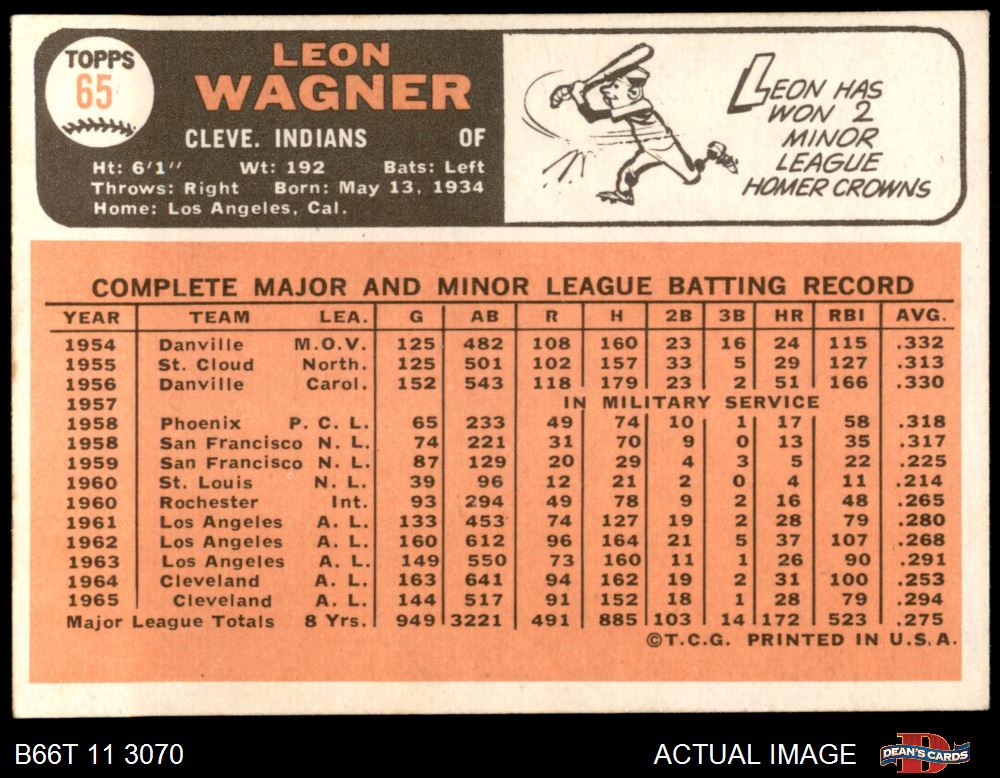 TOPPS
65
LEON
WAGNER
CLEVE. INDIANS OF
Ht: 6'1" Wt: 192 Bats: Left
Throws: Right Born: May 13, 1934
Home: Los Angeles, Cal.
LEON HAS
WON 2
MINOR
LEAGUE
HOMER CROWNS
COMPLETE MAJOR AND MINOR LEAGUE BATTING RECORD
YEAR TEAM LEA. G AB R H 2B 3B HR RBI AVG.
1954 Danville M.O.V. 125 482 108 160 23 16 24 115 .332
1955 St. Cloud North. 125 501 102 157 33 5 29 127 .313
1956 Danville Carol. 152 543 118 179 23 2 51 166 .330
1957 IN MILITARY SERVICE
1958 Phoenix P. C. L. 65 233 49 74 10 1 17 58 .318
1958 San Francisco N. L. 74 221 31 70 9 0 13 35 .317
1959 San Francisco N. L. 87 129 20 29 4 3 5 22 .225
1960 St. Louis N. L. 39 96 12 21 2 0 4 11 .214
1960 Rochester Int. 93 294 49 78 9 2 16 48 .265
1961 Los Angeles A. L. 133 453 74 127 19 2 28 79 .280
1962 Los Angeles A. L. 160 612 96 164 21 5 37 107 .268
1963 Los Angeles A. L. 149 550 73 160 11 1 26 90 .291
1964 Cleveland A. L. 163 641 94 162 19 2 31 100 .253
1965 Cleveland A. L. 144 517 91 152 18 1 28 79 .294
Major League Totals 8 Yrs. 949 3221 491 885 103 14 172 523 .275
©T.C.G. PRINTED IN U.S.A.
B66T 11 3070 ACTUAL IMAGE DEAN'S CARDS